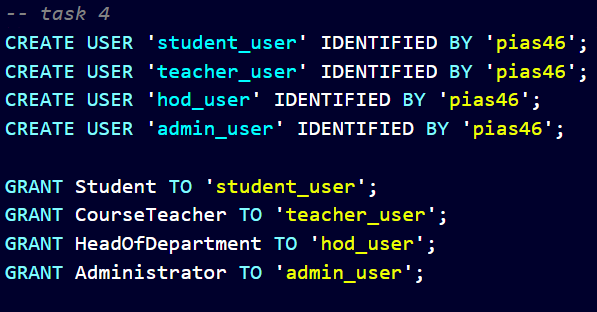 -- task 4
CREATE USER 'student_user' IDENTIFIED BY 'pias46';
CREATE USER 'teacher_user' IDENTIFIED BY 'pias46';
CREATE USER 'hod_user' IDENTIFIED BY 'pias46';
CREATE USER 'admin_user' IDENTIFIED BY 'pias46';

GRANT Student TO 'student_user';
GRANT CourseTeacher TO 'teacher_user';
GRANT HeadOfDepartment TO 'hod_user';
GRANT Administrator TO 'admin_user';